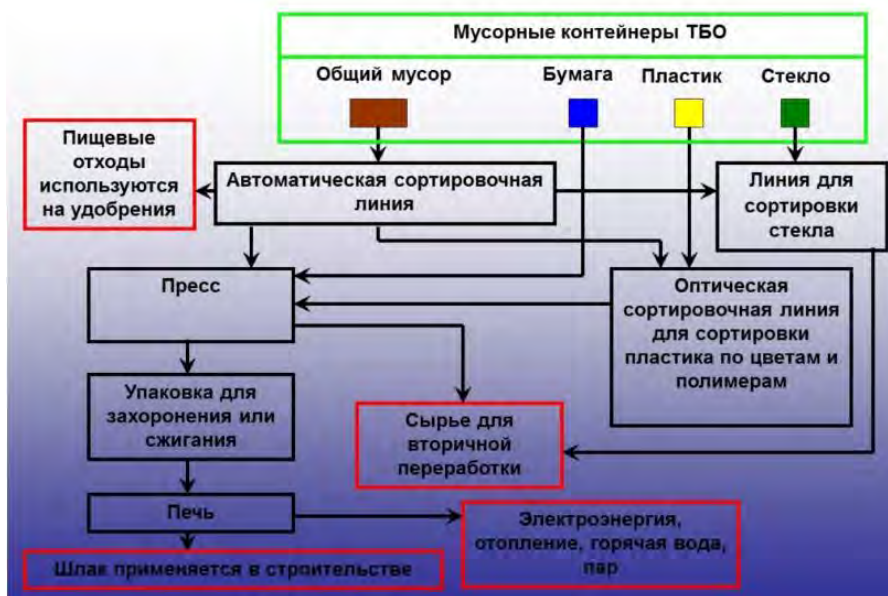 Мусорные контейнеры ТБО
Общий мусор
Бумага
Пластик
Стекло
Пищевые
отходы
используются
на удобрения
Автоматическая сортировочная
линия
Линия для
сортировки
стекла
Пресс
Оптическая
сортировочная линия
для сортировки
пластика по цветам и
полимерам
Упаковка для
захоронения или
сжигания
Сырье для
вторичной
переработки
Печь
Электроэнергия,
отопление, горячая вода,
пар
Шлак применяется в строительстве